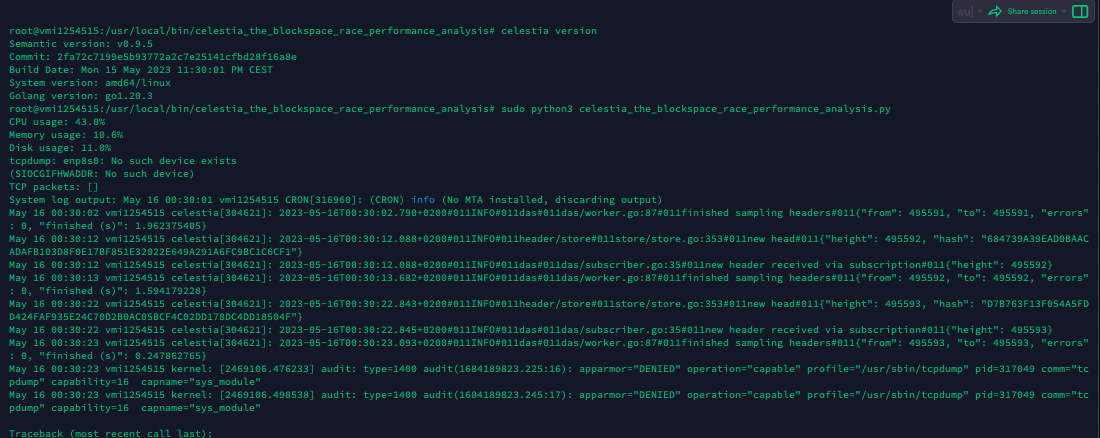 au|
Share session
root@vmi1254515:/usr/local/bin/celestia_the_blockspace_race_performance_analysis# celestia version
Semantic version: v0.9.5
Commit: 2fa72c7199e5b93772a2c7e25141cfbd28f16a8e
Build Date: Mon 15 May 2023 11:30:01 PM CEST
System version: amd64/linux
Golang version: go1.20.3
root@vmi1254515:/usr/local/bin/celestia_the_blockspace_race_performance_analysis# sudo python3 celestia_the_blockspace_race_performance_analysis.py
CPU usage: 43.0%
Memory usage: 10.6%
Disk usage: 11.0%
tcpdump: enp8s0: No such device exists
(SIOCGIFHWADDR: No such device)
TCP packets: []
System log output: May 16 00:30:01 vmi1254515 CRON[316960]: (CRON) info (No MTA installed, discarding output)
May 16 00:30:02 vmi1254515 celestia[304621]: 2023-05-16T00:30:02.790+0200#011INFO#011das#011das/worker.go:87#011finished sampling headers#011{"from": 495591, "to": 495591, "errors"
: 0, "finished (s)": 1.962375405}
May 16 00:30:12 vmi1254515 celestia[304621]: 2023-05-16T00:30:12.088+0200#011INFO#011header/store#011store/store.go:353#011new head#011{"height": 495592, "hash": "684739A39EAD0BAAC
ADAFB103D8F0E17BF851E32022E649A291A6FC9BC1C6CF1"}
May 16 00:30:12 vmi1254515 celestia[304621]: 2023-05-16T00:30:12.088+0200#011INFO#011das#011das/subscriber.go:35#011new header received via subscription#011{"height": 495592}
May 16 00:30:13 vmi1254515 celestia[304621]: 2023-05-16T00:30:13.682+0200#011INFO#011das#011das/worker.go:87#011finished sampling headers#011{"from": 495592, "to": 495592, "errors"
: 0, "finished (s)": 1.594179228}
May 16 00:30:22 vmi1254515 celestia[304621]: 2023-05-16T00:30:22.843+0200#011INFO#011header/store#011store/store.go:353#011new head#011{"height": 495593, "hash": "D7B763F13F054A5FD
D424FAF935E24C70D2B0AC05BCF4C02DD178DC4DD18504F"}
May 16 00:30:22 vmi1254515 celestia[304621]: 2023-05-16T00:30:22.845+0200#011INFO#011das#011das/subscriber.go:35#011new header received via subscription#011{"height": 495593}
May 16 00:30:23 vmi1254515 celestia[304621]: 2023-05-16T00:30:23.093+0200#011INFO#011das#011das/worker.go:87#011finished sampling headers#011{"from": 495593, "to": 495593, "errors"
: 0, "finished (s)": 0.247862765}
May 16 00:30:23 vmi1254515 kernel: [2469106.476233] audit: type=1400 audit(1684189823.225:16): apparmor="DENIED" operation="capable" profile="/usr/sbin/tcpdump" pid=317049 comm="tc
pdump" capability=16  capname="sys_module"
May 16 00:30:23 vmi1254515 kernel: [2469106.498538] audit: type=1400 audit(1684189823.245:17): apparmor="DENIED" operation="capable" profile="/usr/sbin/tcpdump" pid=317049 comm="tc
pdump" capability=16  capname="sys_module"
Traceback (most recent call last):